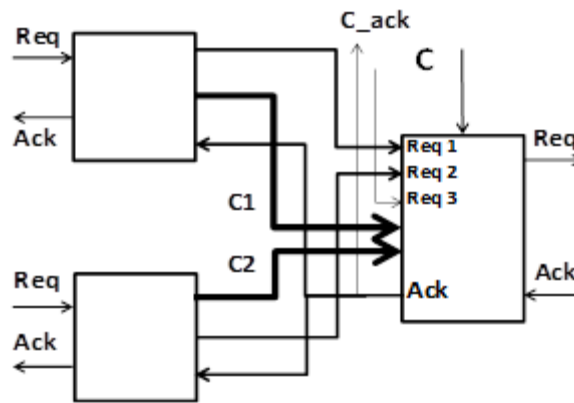 C_ack
Req
C
Ack
Req 1
Req
Req 2
Req 3
C1
C2
Req
Ack
Ack
Ack